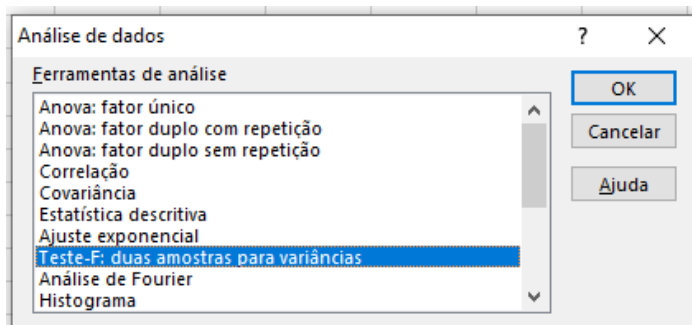 Análise de dados ? ×
Ferramentas de análise
Anova: fator único
Anova: fator duplo com repetição
Anova: fator duplo sem repetição
Correlação
Covariância
Estatística descritiva
Ajuste exponencial
Teste-F: duas amostras para variâncias
Análise de Fourier
Histograma
OK
Cancelar
Ajuda